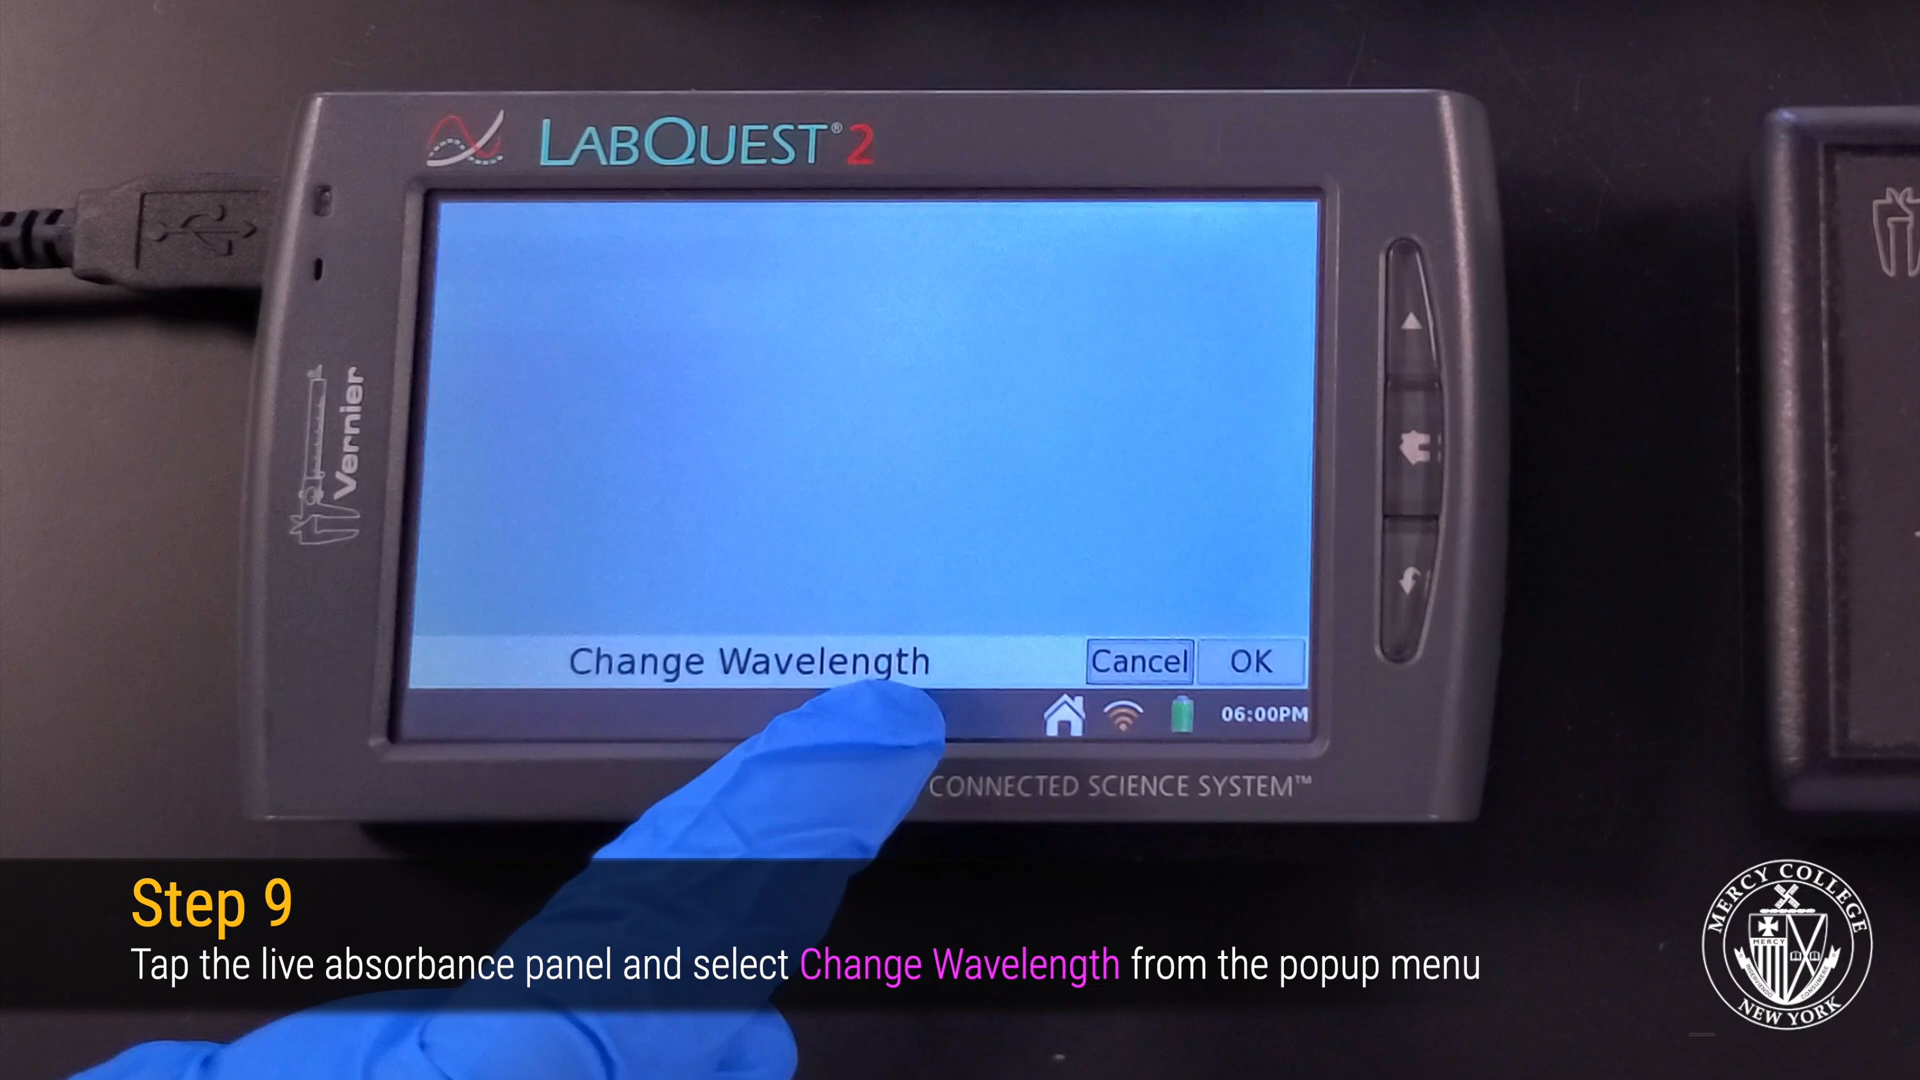 LABQUEST® 2
Vernier
Change Wavelength
Cancel
OK
06:00PM
CONNECTED SCIENCE SYSTEM™
Step 9
Tap the live absorbance panel and select Change Wavelength from the popup menu
MERCY COLLEGE
MERCY
NEW YORK